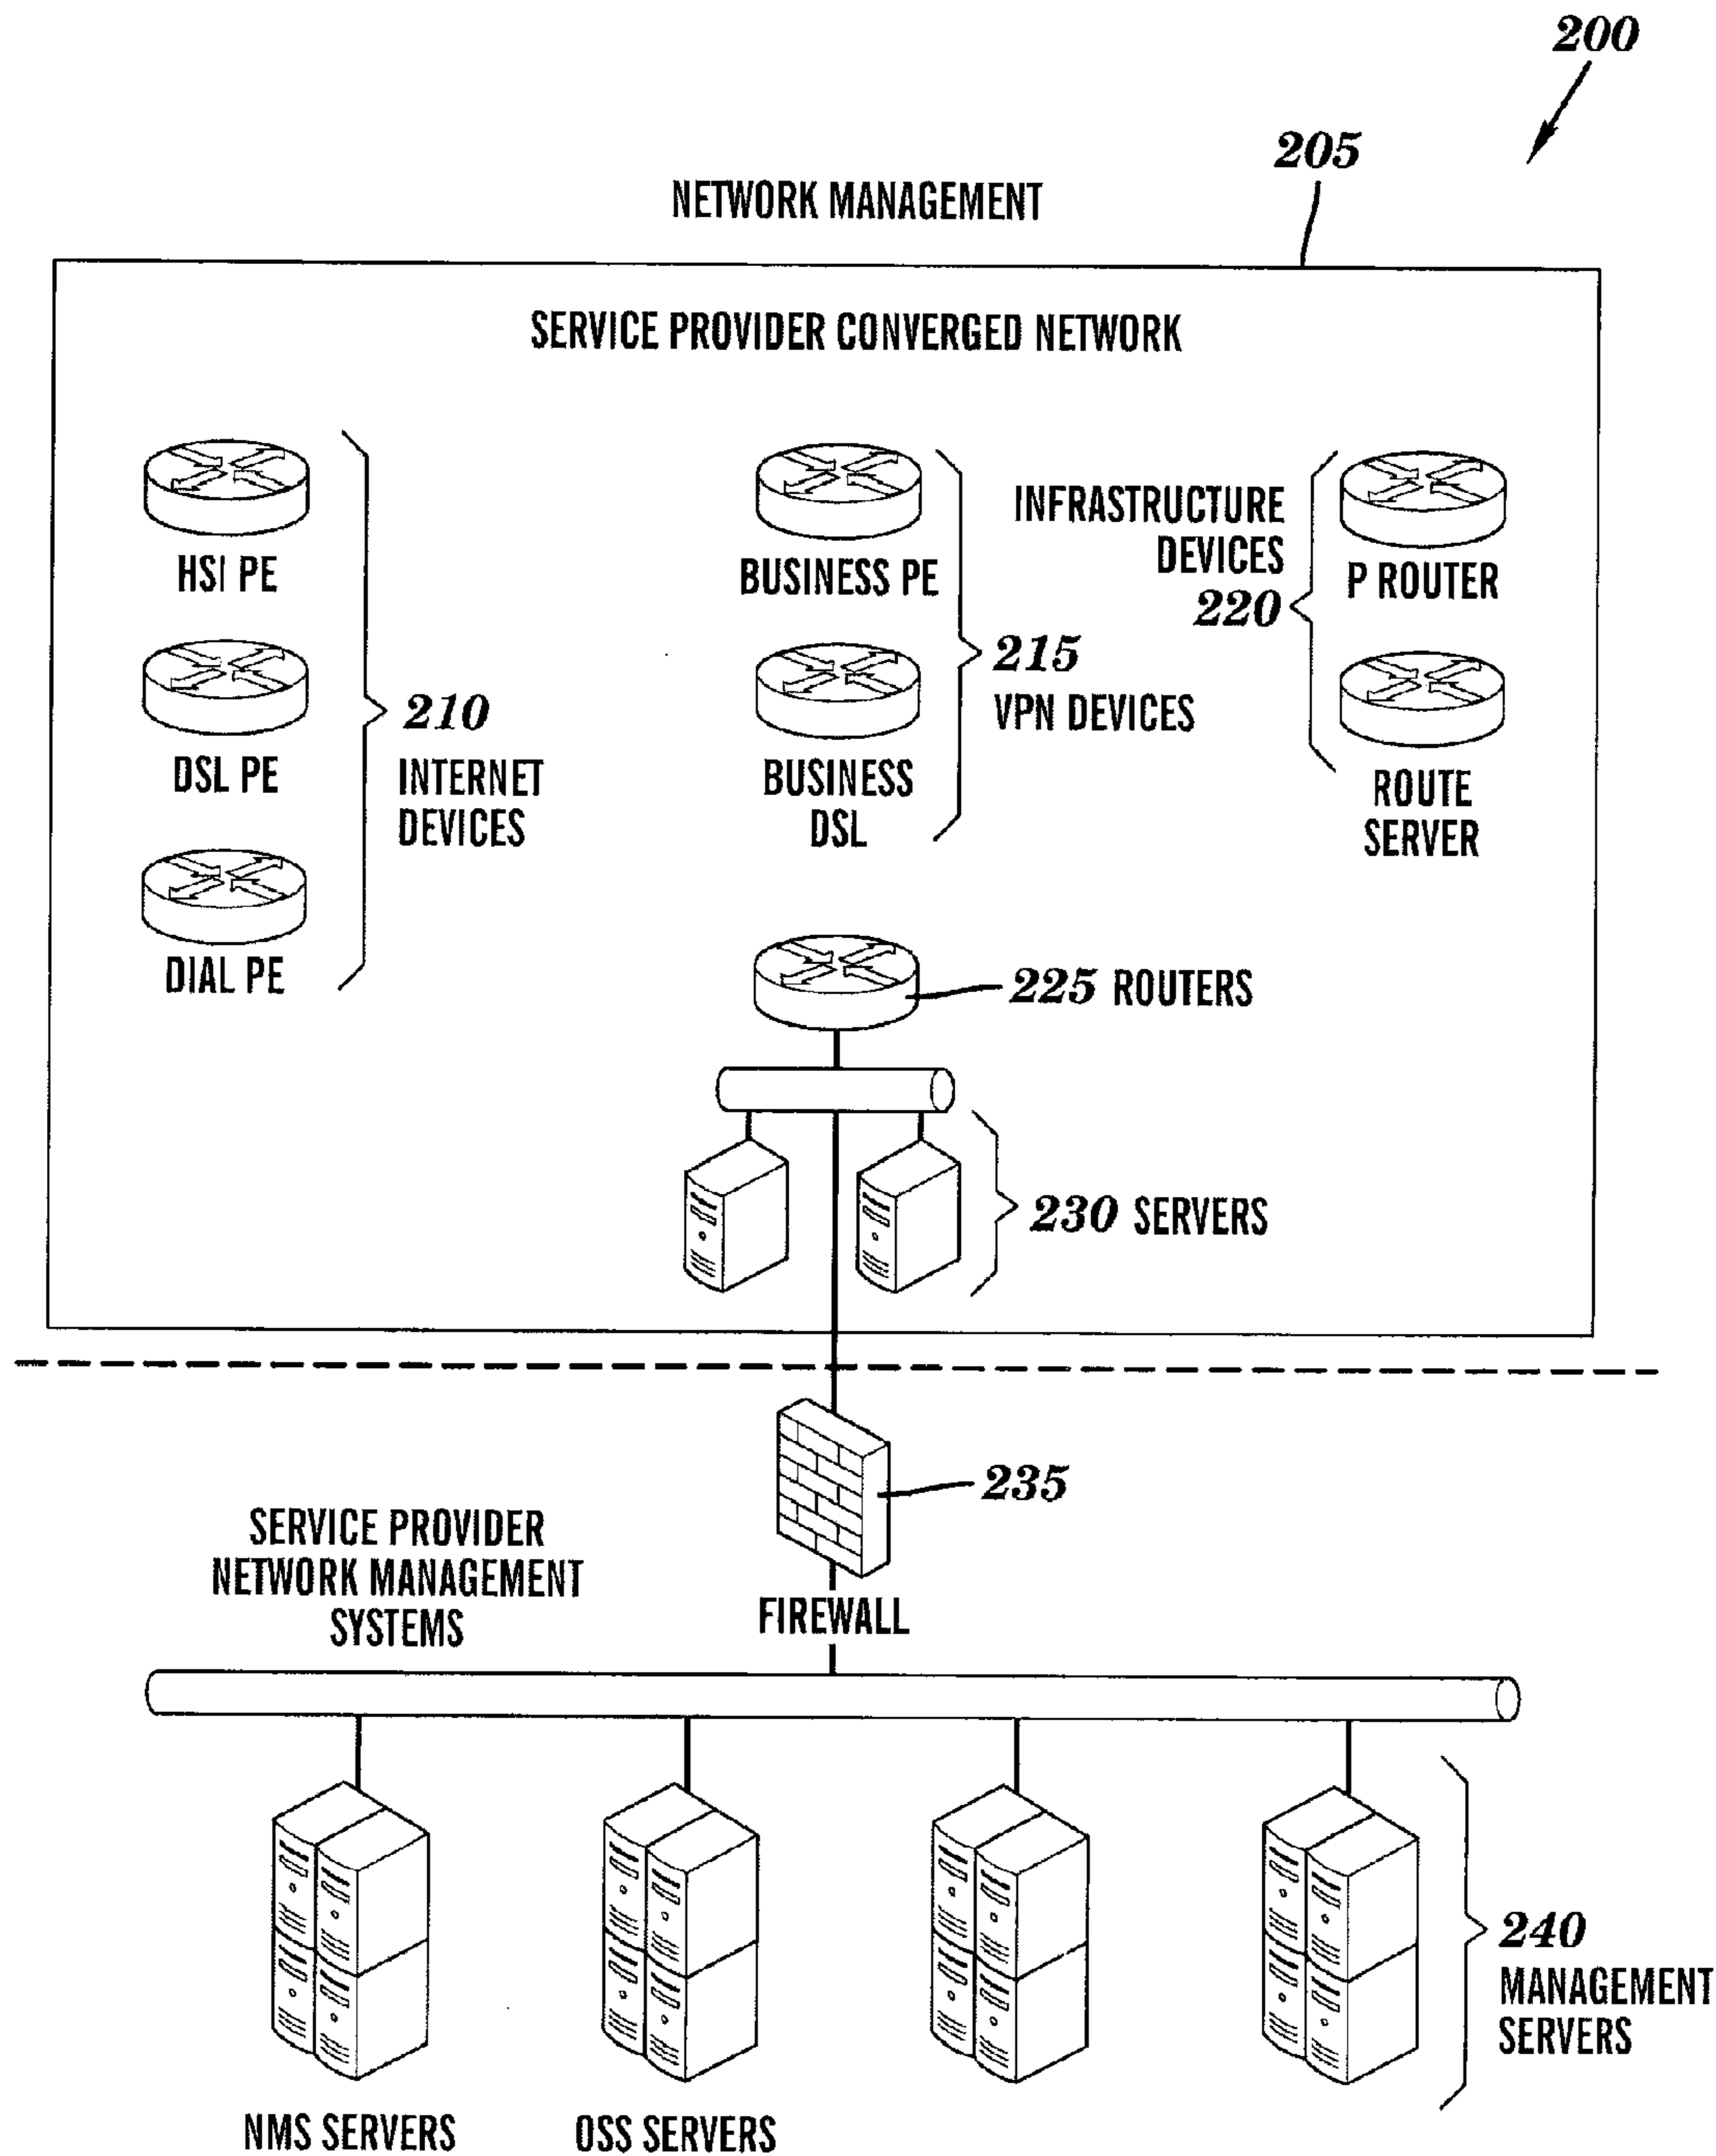 200
205
NETWORK MANAGEMENT
SERVICE PROVIDER CONVERGED NETWORK
HSI PE
DSL PE
DIAL PE
210
INTERNET
DEVICES
BUSINESS PE
BUSINESS
DSL
215
VPN DEVICES
INFRASTRUCTURE
DEVICES
220
P ROUTER
ROUTE
SERVER
225 ROUTERS
230 SERVERS
235
FIREWALL
SERVICE PROVIDER
NETWORK MANAGEMENT
SYSTEMS
240
MANAGEMENT
SERVERS
NMS SERVERS
OSS SERVERS